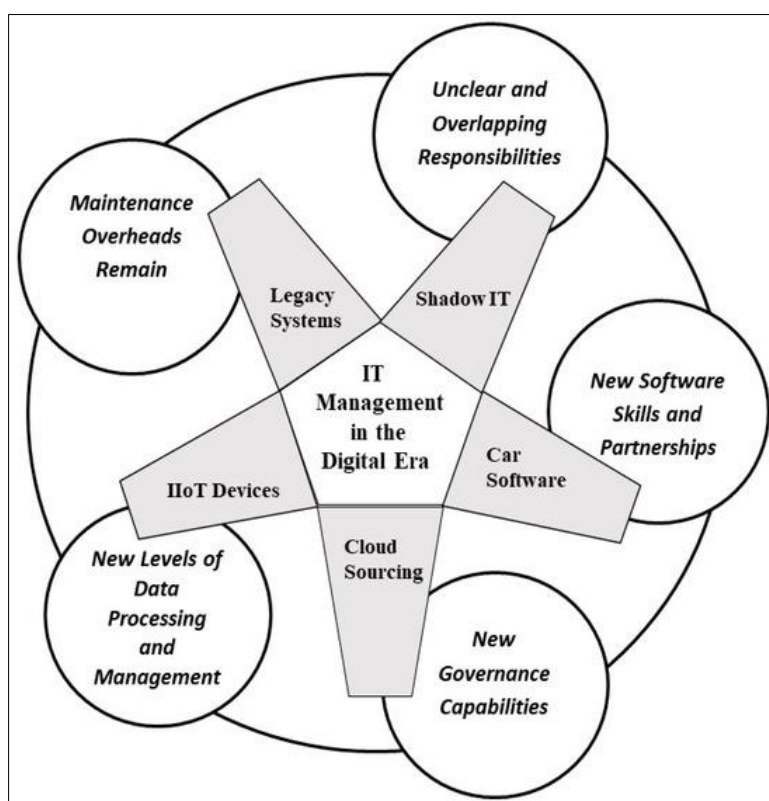 Unclear and
Overlapping
Responsibilities
Maintenance
Overheads
Remain
Legacy
Systems
Shadow IT
IT
Management
in the
Digital Era
New Software
Skills and
Partnerships
Car
Software
IIoT Devices
Cloud
Sourcing
New Levels of
Data
Processing
and
Management
New
Governance
Capabilities